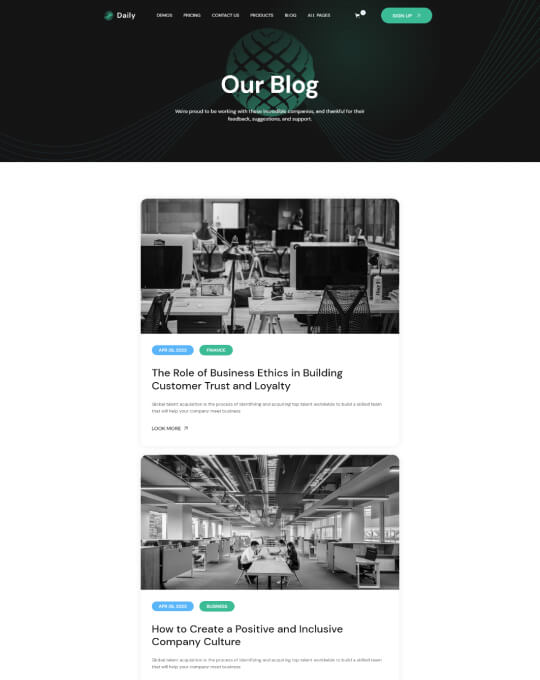 Daily
DEMOS
PRICING
CONTACT US
PRODUCTS
BLOG
ALL PAGES
SIGN UP
Our Blog
We're proud to be working with these incredible companies, and thankful for their
feedback, suggestions, and support.
APR 05, 2023
FINANCE
The Role of Business Ethics in Building
Customer Trust and Loyalty
Global talent acquisition is the process of identifying and acquiring top talent worldwide to build a skilled team
that will help your company meet business
LOOK MORE
APR 05, 2023
BUSINESS
How to Create a Positive and Inclusive
Company Culture
Global talent acquisition is the process of identifying and acquiring top talent worldwide to build a skilled team
that will help your company meet business